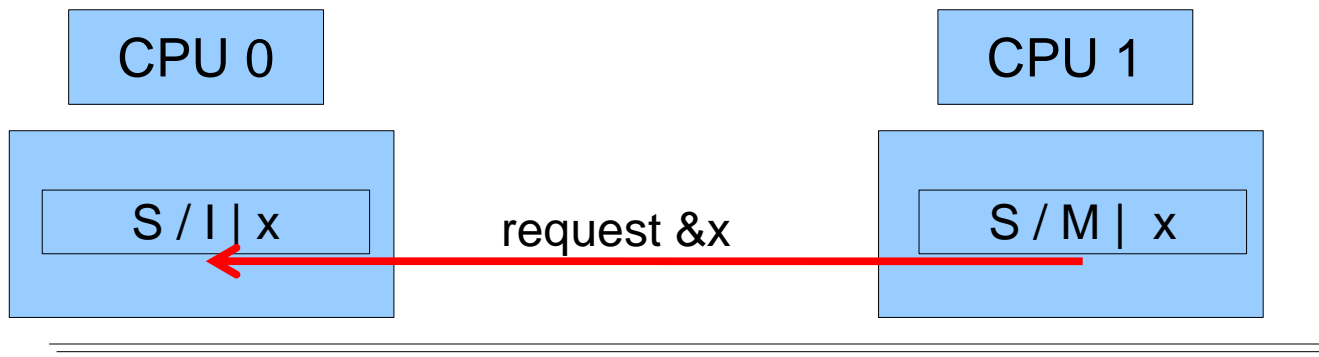 CPU 0
CPU 1
S / I | x
request &x
S / M | x